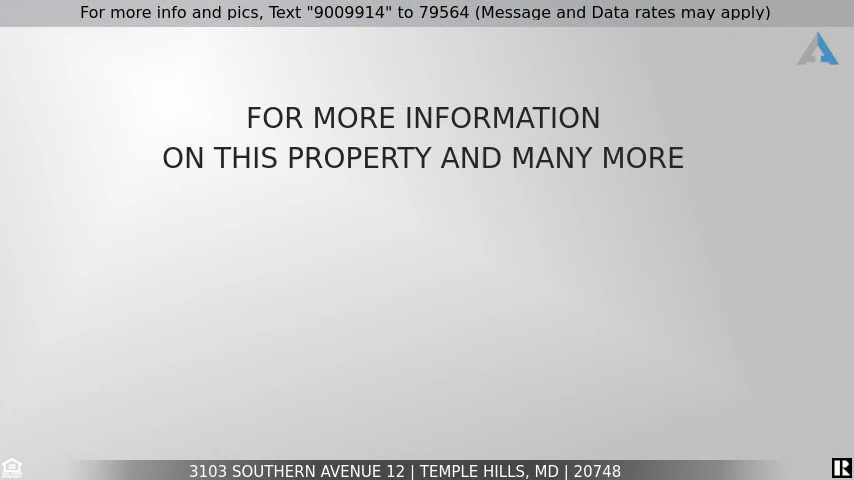 For more info and pics, Text "9009914" to 79564 (Message and Data rates may apply)
FOR MORE INFORMATION
ON THIS PROPERTY AND MANY MORE
3103 SOUTHERN AVENUE 12 | TEMPLE HILLS, MD | 20748